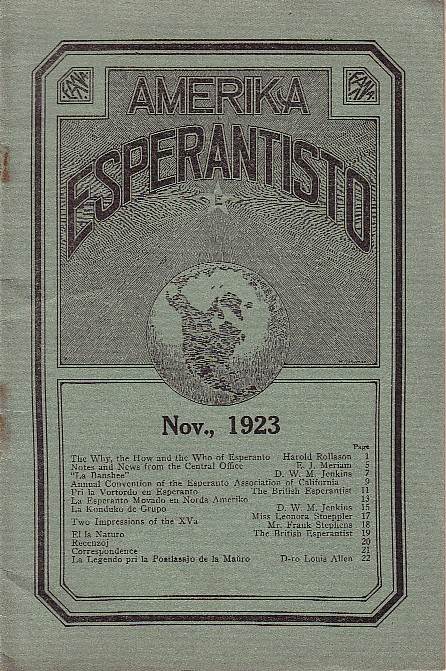 AMERIKA
ESPERANTISTO
E
Nov., 1923
Page
The Why, the How and the Who of Esperanto Harold Rollason 1
Notes and News from the Central Office E. J. Meriam 5
"La Banshee" D. W. M. Jenkins 7
Annual Convention of the Esperanto Association of California 9
Pri la Vortordo en Esperanto The British Esperantist 11
La Esperanto Movado en Norda Ameriko 13
La Konduko de Grupo D. W. M. Jenkins 15
Miss Leonora Stoeppler 17
Two Impressions of the XVa
Mr. Frank Stephens 18
El la Naturo The British Esperantist 19
Recenzoj 20
Correspondence 21
La Legendo pri la Postlasajo de la Maŭro D-ro Louis Allen 22